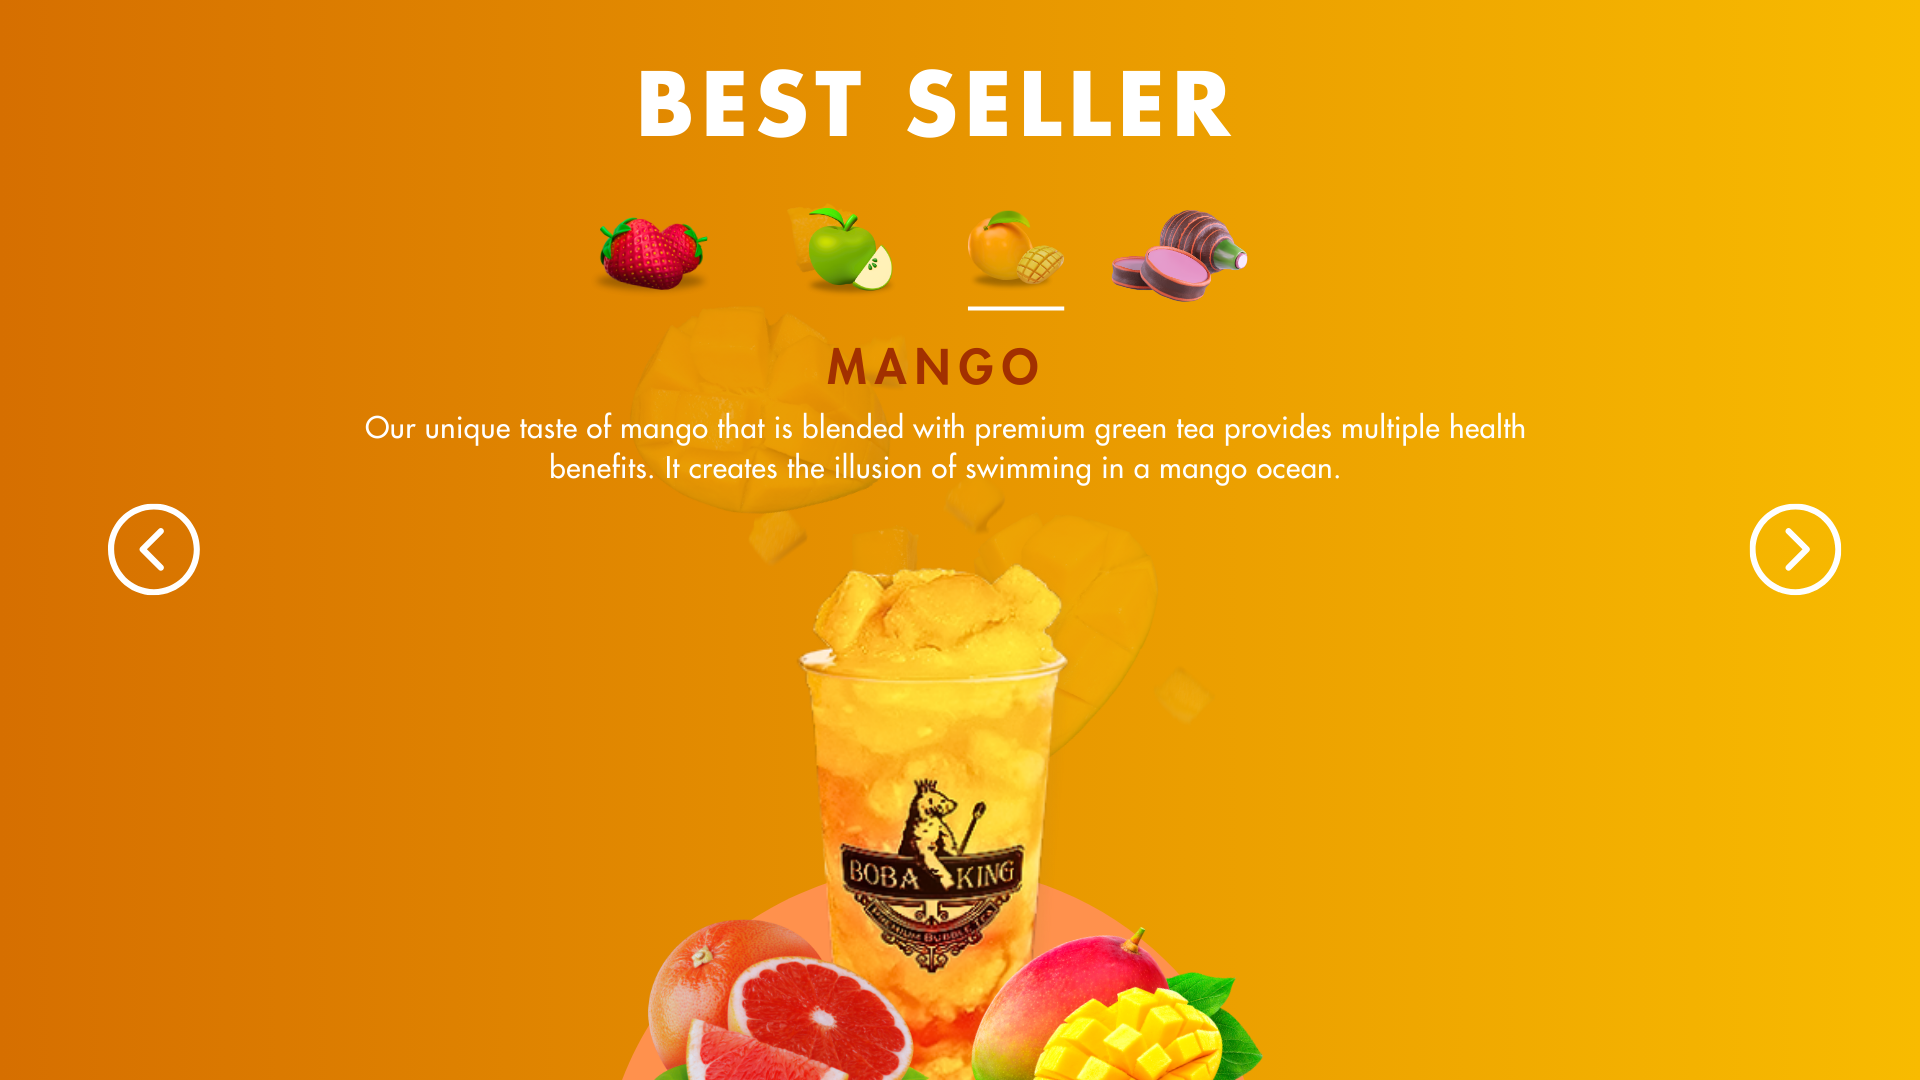 BEST SELLER
MANGO
Our unique taste of mango that is blended with premium green tea provides multiple health
benefits. It creates the illusion of swimming in a mango ocean.
BOBA KING
PREMIUM BUBBLE TEA